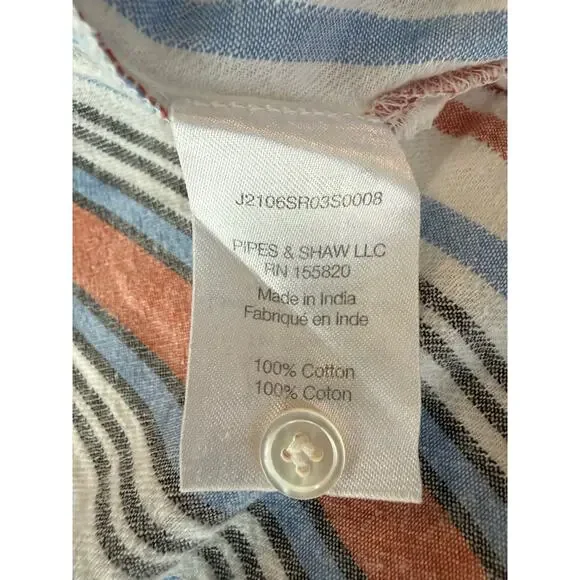 J2106SR03S0008
PIPES & SHAW LLC
RN 155820
Made in India
Fabriqué en Inde
100% Cotton
100% Coton